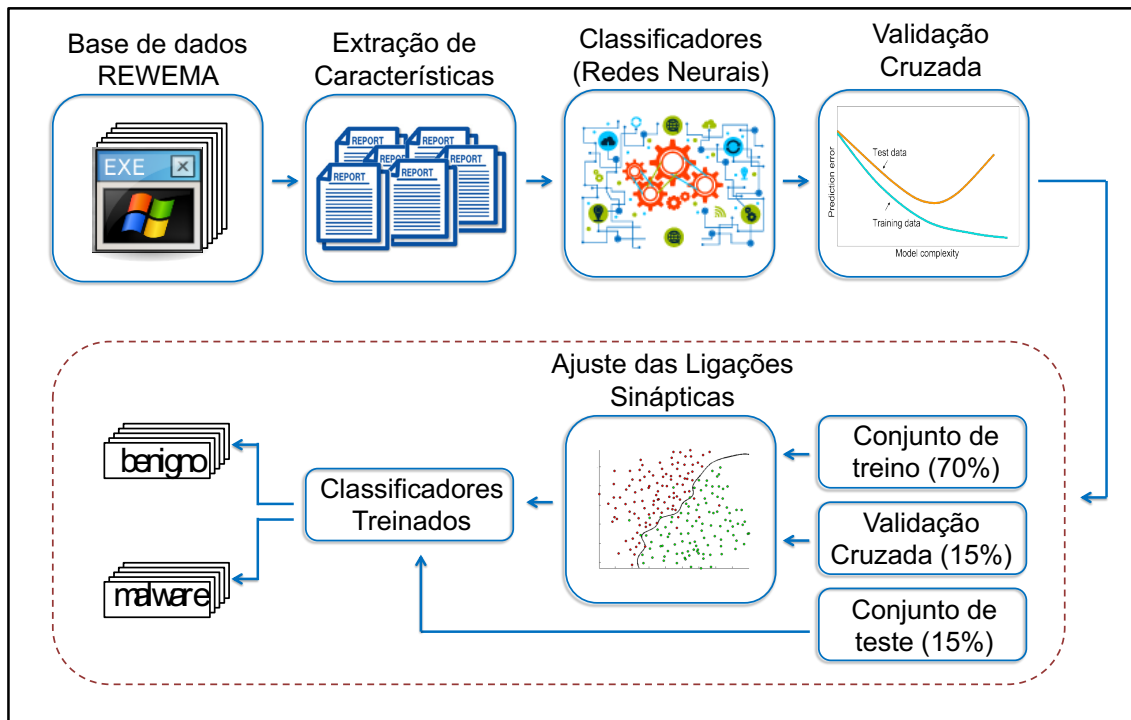 Base de dados
REWEMA
Extração de
Características
Classificadores
(Redes Neurais)
Validação
Cruzada
EXE
REPORT
REPORT
REPORT
REPORT
REPORT
REPORT
Prediction error
Test data
Training data
Model complexity
Ajuste das Ligações
Sinápticas
Conjunto de
treino (70%)
Validação
Cruzada (15%)
Conjunto de
teste (15%)
Classificadores
Treinados
benigno
malware